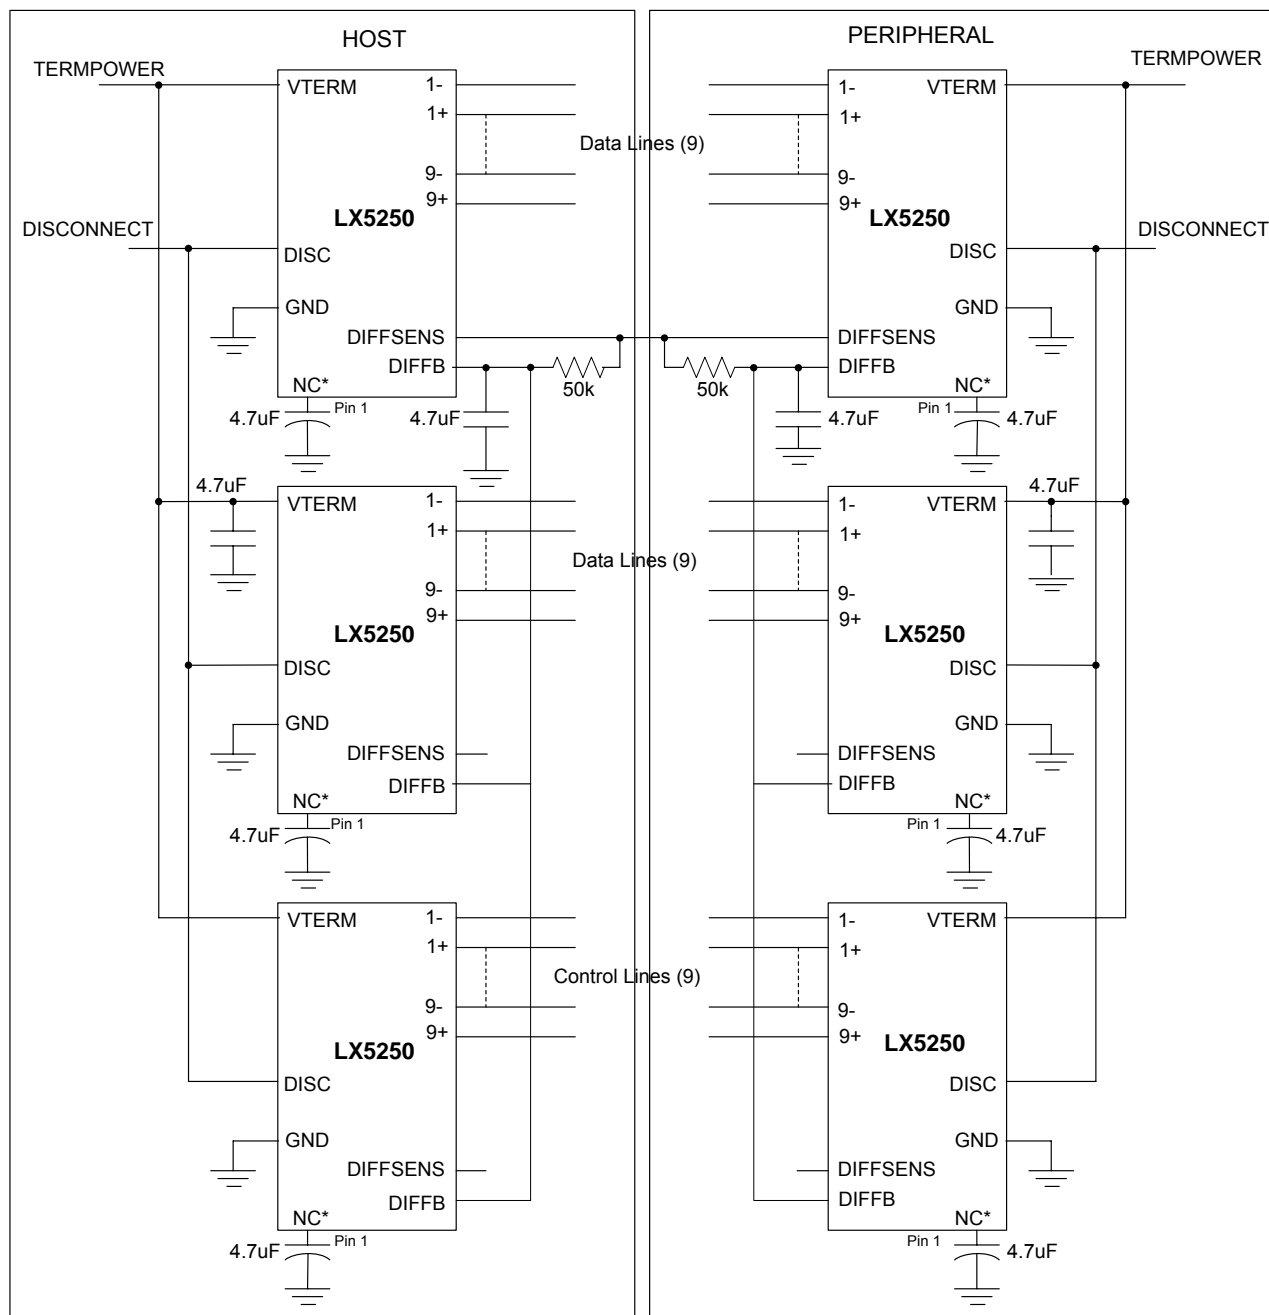 HOST
PERIPHERAL
TERMPOWER
VTERM
1-
1+
Data Lines (9)
9-
9+
LX5250
DISCONNECT
DISC
GND
DIFFSENS
DIFFB
50k
NC*
Pin 1
4.7uF
4.7uF
1-
1+
9-
9+
VTERM
TERMPOWER
LX5250
DISC
DISCONNECT
GND
DIFFSENS
DIFFB
50k
NC*
Pin 1
4.7uF
4.7uF
4.7uF
VTERM
1-
1+
Data Lines (9)
9-
9+
LX5250
DISC
GND
DIFFSENS
DIFFB
NC*
Pin 1
4.7uF
1-
1+
9-
9+
VTERM
4.7uF
LX5250
DISC
GND
DIFFSENS
DIFFB
NC*
Pin 1
4.7uF
VTERM
1-
1+
Control Lines (9)
9-
9+
LX5250
DISC
GND
DIFFSENS
DIFFB
NC*
Pin 1
4.7uF
1-
1+
9-
9+
VTERM
LX5250
DISC
GND
DIFFSENS
DIFFB
NC*
Pin 1
4.7uF